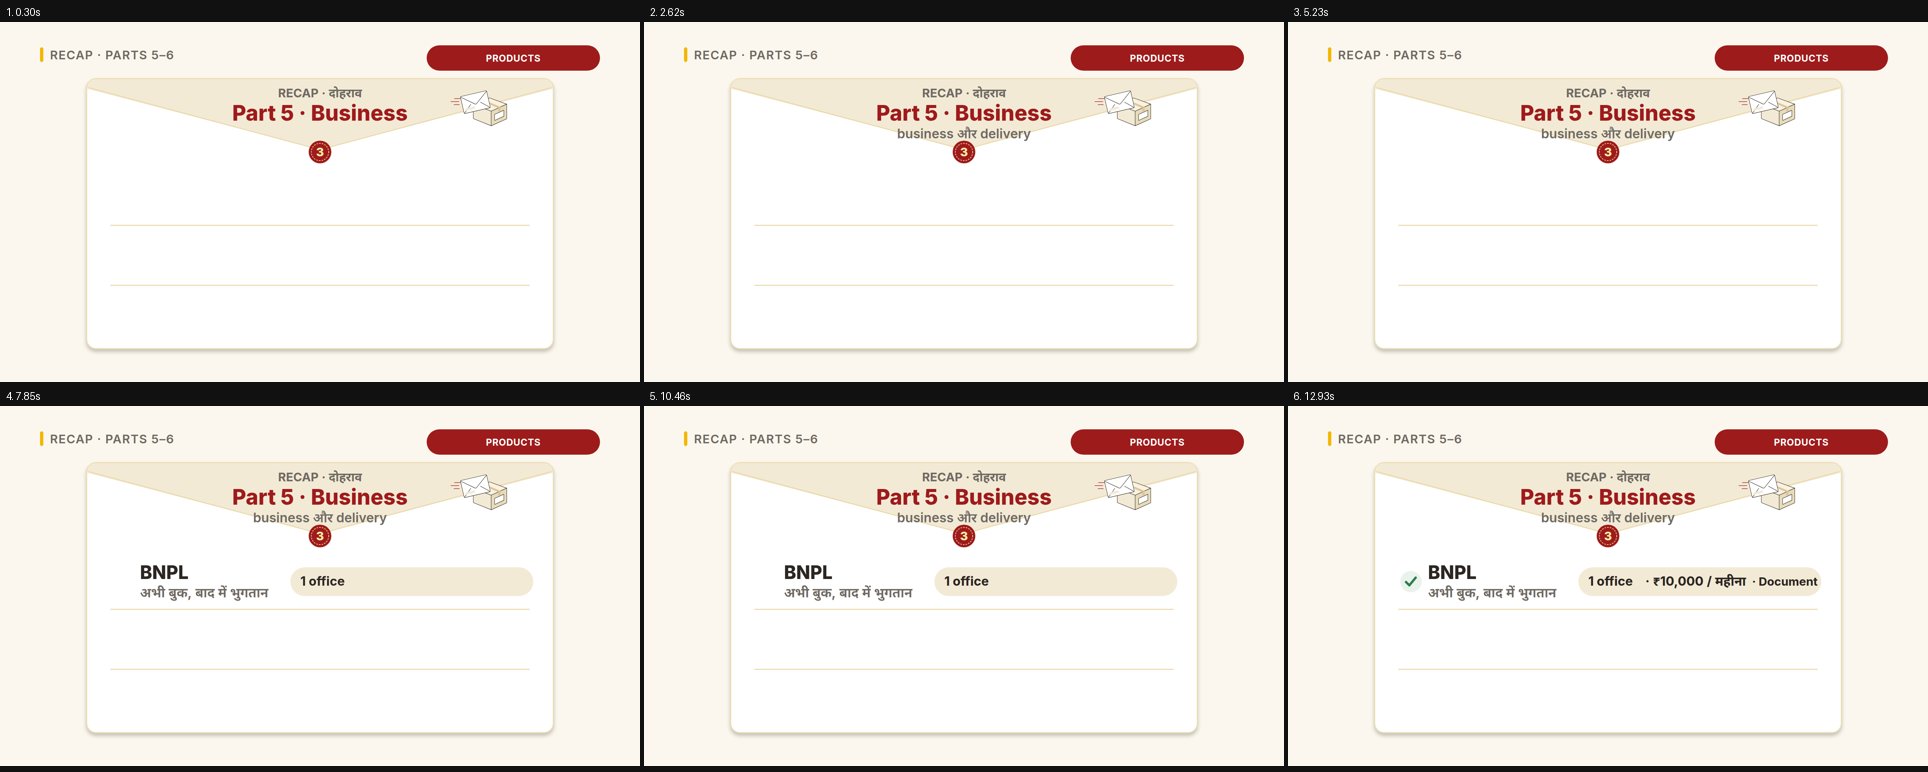 1. 0.30s
RECAP · PARTS 5–6
PRODUCTS
RECAP · दोहराव
Part 5 · Business
3
2. 2.62s
RECAP · PARTS 5–6
PRODUCTS
RECAP · दोहराव
Part 5 · Business
business और delivery
3
3. 5.23s
RECAP · PARTS 5–6
PRODUCTS
RECAP · दोहराव
Part 5 · Business
business और delivery
3
4. 7.85s
RECAP · PARTS 5–6
PRODUCTS
RECAP · दोहराव
Part 5 · Business
business और delivery
3
BNPL
अभी बुक, बाद में भुगतान
1 office
5. 10.46s
RECAP · PARTS 5–6
PRODUCTS
RECAP · दोहराव
Part 5 · Business
business और delivery
3
BNPL
अभी बुक, बाद में भुगतान
1 office
6. 12.93s
RECAP · PARTS 5–6
PRODUCTS
RECAP · दोहराव
Part 5 · Business
business और delivery
3
BNPL
अभी बुक, बाद में भुगतान
1 office · ₹10,000 / महीना · Document